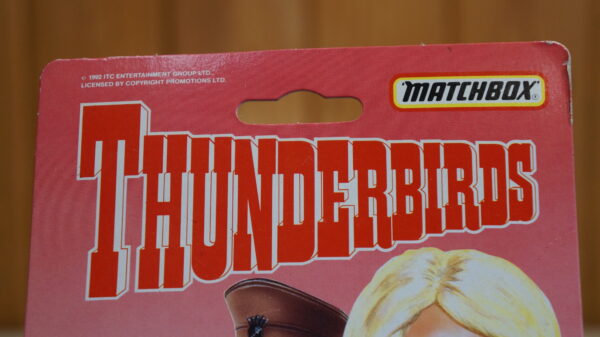 © 1992 ITC ENTERTAINMENT GROUP LTD.,
LICENSED BY COPYRIGHT PROMOTIONS LTD.
MATCHBOX®
THUNDERBIRDS